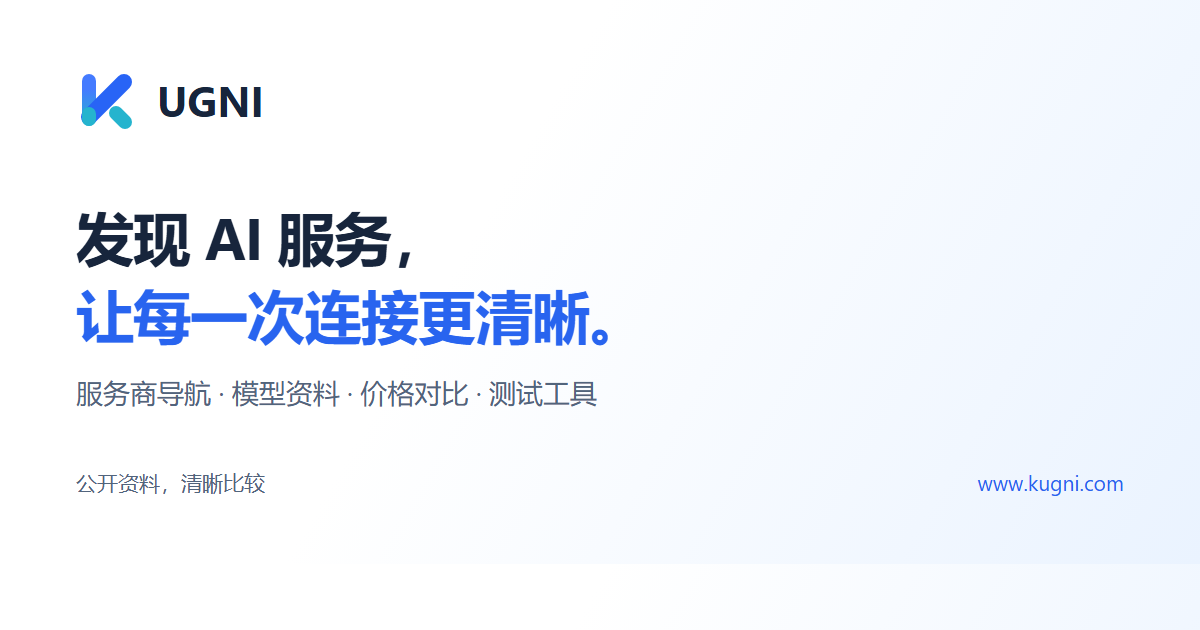 UGNI
发现 AI 服务，
让每一次连接更清晰。
服务商导航 · 模型资料 · 价格对比 · 测试工具
公开资料，清晰比较
www.kugni.com